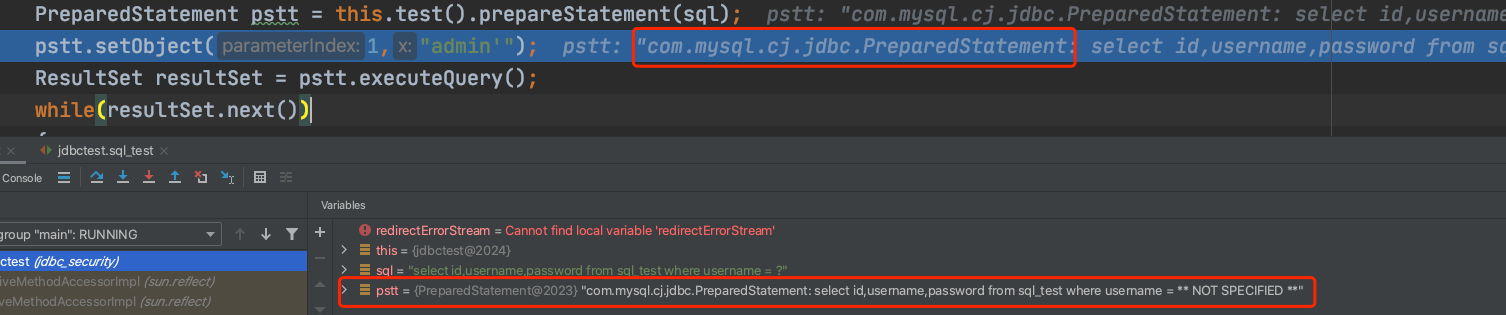 PreparedStatement pstt = this.test().prepareStatement(sql); pstt: "com.mysql.cj.jdbc.PreparedStatement: select id,username
pstt.setObject( parameterIndex: 1, x: "admin'"); pstt: "com.mysql.cj.jdbc.PreparedStatement: select id,username,password from
ResultSet resultSet = pstt.executeQuery();
while(resultSet.next())
jdbctest.sql_test
Console
Variables
group "main": RUNNING
redirectErrorStream = Cannot find local variable 'redirectErrorStream'
this = {jdbctest@2024}
ctest (jdbc_security)
sql = "select id,username,password from sql_test where username = ?"
iveMethodAccessorImpl (sun.reflect)
pstt = {PreparedStatement@2023} "com.mysql.cj.jdbc.PreparedStatement: select id,username,password from sql_test where username = ** NOT SPECIFIED **"
veMethodAccessorImpl (sun.reflect)